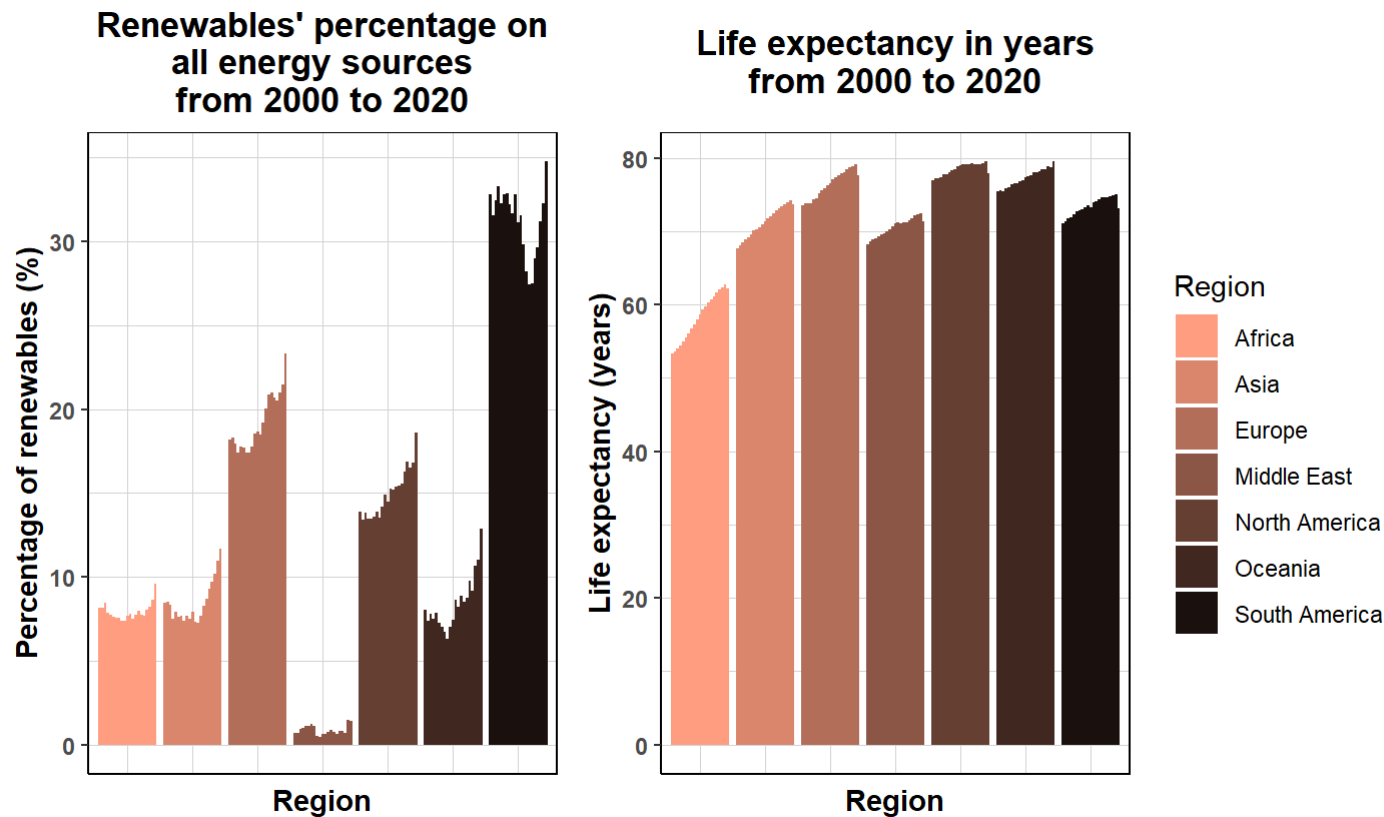 Renewables' percentage on
all energy sources
from 2000 to 2020
Percentage of renewables (%)
30
20
10
0
Region
Life expectancy in years
from 2000 to 2020
Life expectancy (years)
80
60
40
20
0
Region
Region
Africa
Asia
Europe
Middle East
North America
Oceania
South America